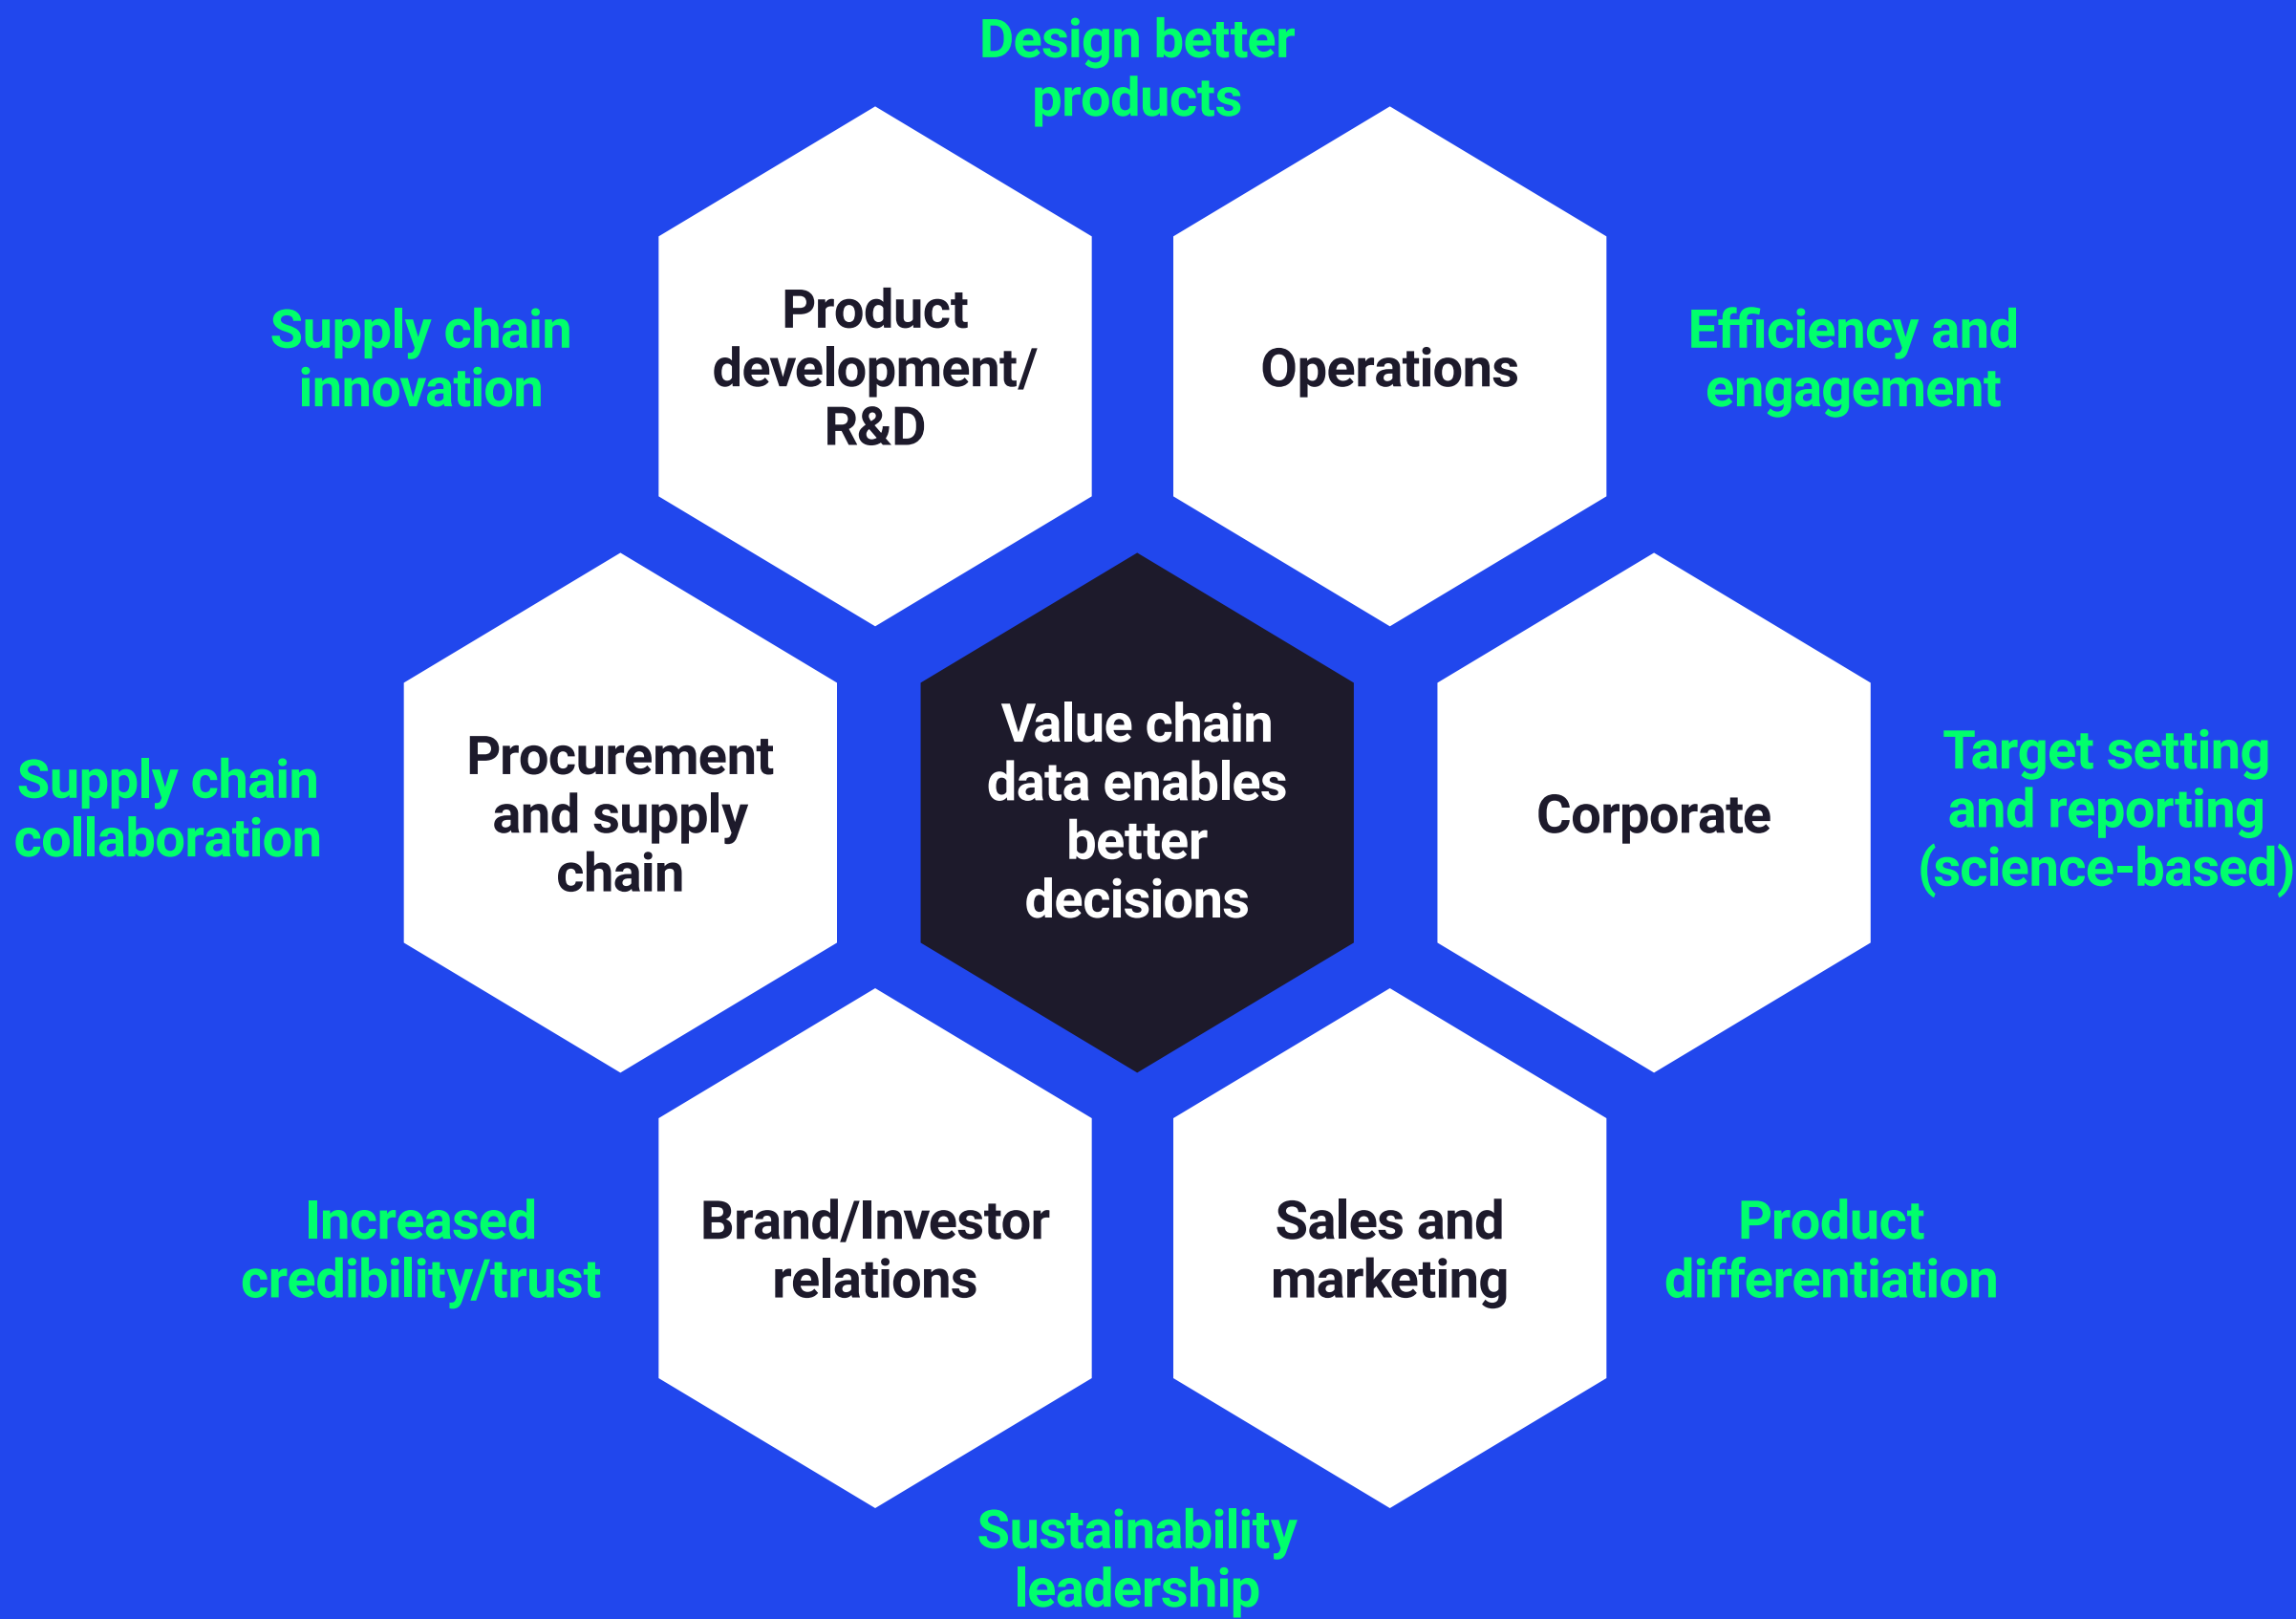 Design better
products
Supply chain
innovation
Product
development/
R&D
Operations
Efficiency and
engagement
Supply chain
collaboration
Procurement
and supply
chain
Value chain
data enables
better
decisions
Corporate
Target setting
and reporting
(science-based)
Increased
credibility/trust
Brand/Investor
relations
Sales and
marketing
Product
differentiation
Sustainability
leadership